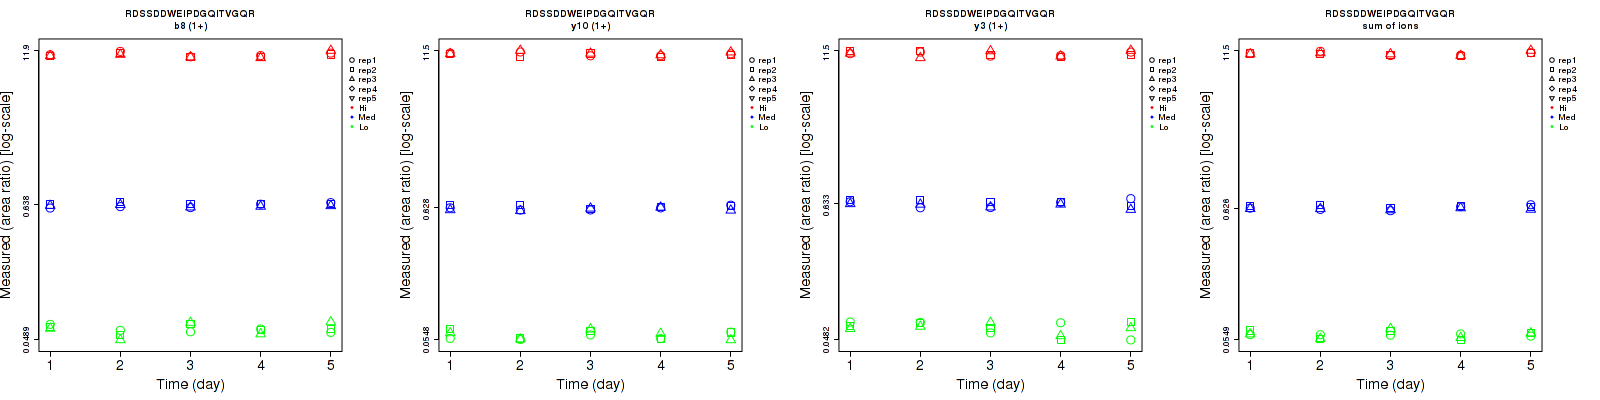 RDSSDDWEIPDGQITVGQR
b8 (1+)
Measured (area ratio) [log-scale]
11.9
0.638
0.0489
1 2 3 4 5
Time (day)
rep1
rep2
rep3
rep4
rep5
Hi
Med
Lo
RDSSDDWEIPDGQITVGQR
y10 (1+)
Measured (area ratio) [log-scale]
11.5
0.628
0.0548
1 2 3 4 5
Time (day)
rep1
rep2
rep3
rep4
rep5
Hi
Med
Lo
RDSSDDWEIPDGQITVGQR
y3 (1+)
Measured (area ratio) [log-scale]
11.5
0.633
0.0482
1 2 3 4 5
Time (day)
rep1
rep2
rep3
rep4
rep5
Hi
Med
Lo
RDSSDDWEIPDGQITVGQR
sum of ions
Measured (area ratio) [log-scale]
11.5
0.626
0.0549
1 2 3 4 5
Time (day)
rep1
rep2
rep3
rep4
rep5
Hi
Med
Lo